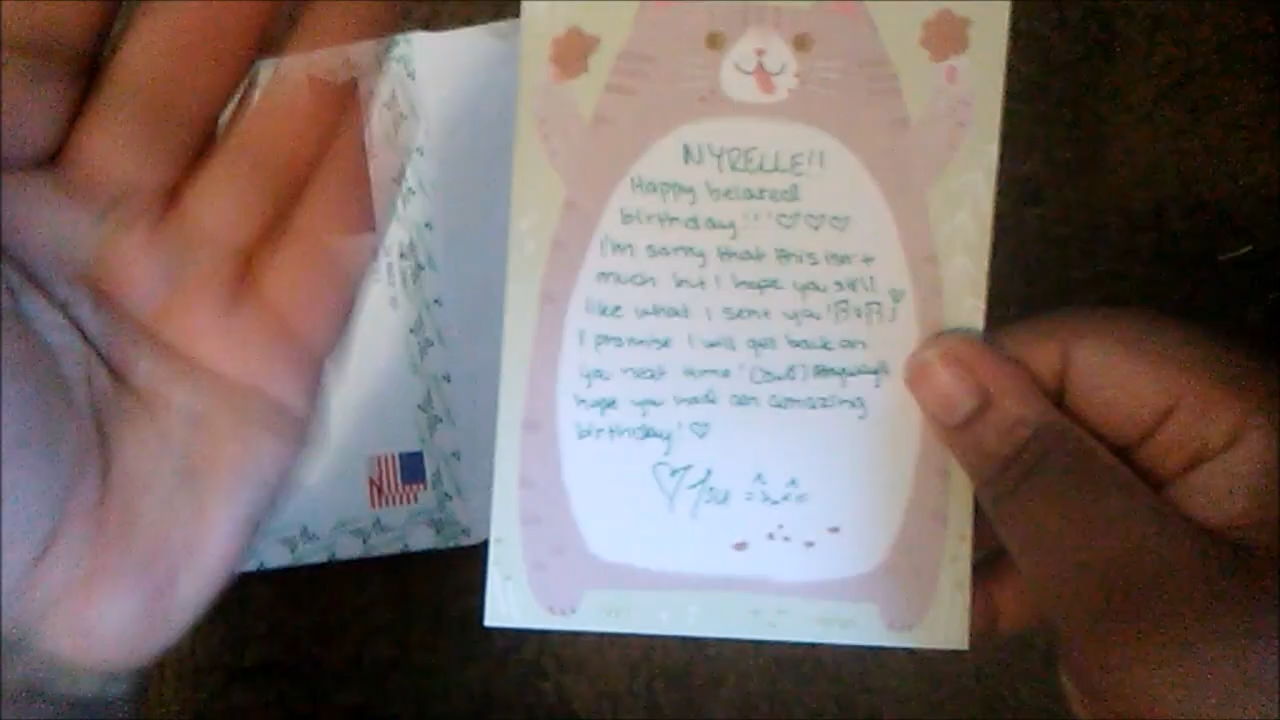 NYRELLE!!
Happy belated
birthday!!! ♡♡♡
I'm sorry that this isn't
much but I hope you still
like what I sent you!
I promise I will get back on
you next time!
hope you had an amazing
birthday! ♡
♡